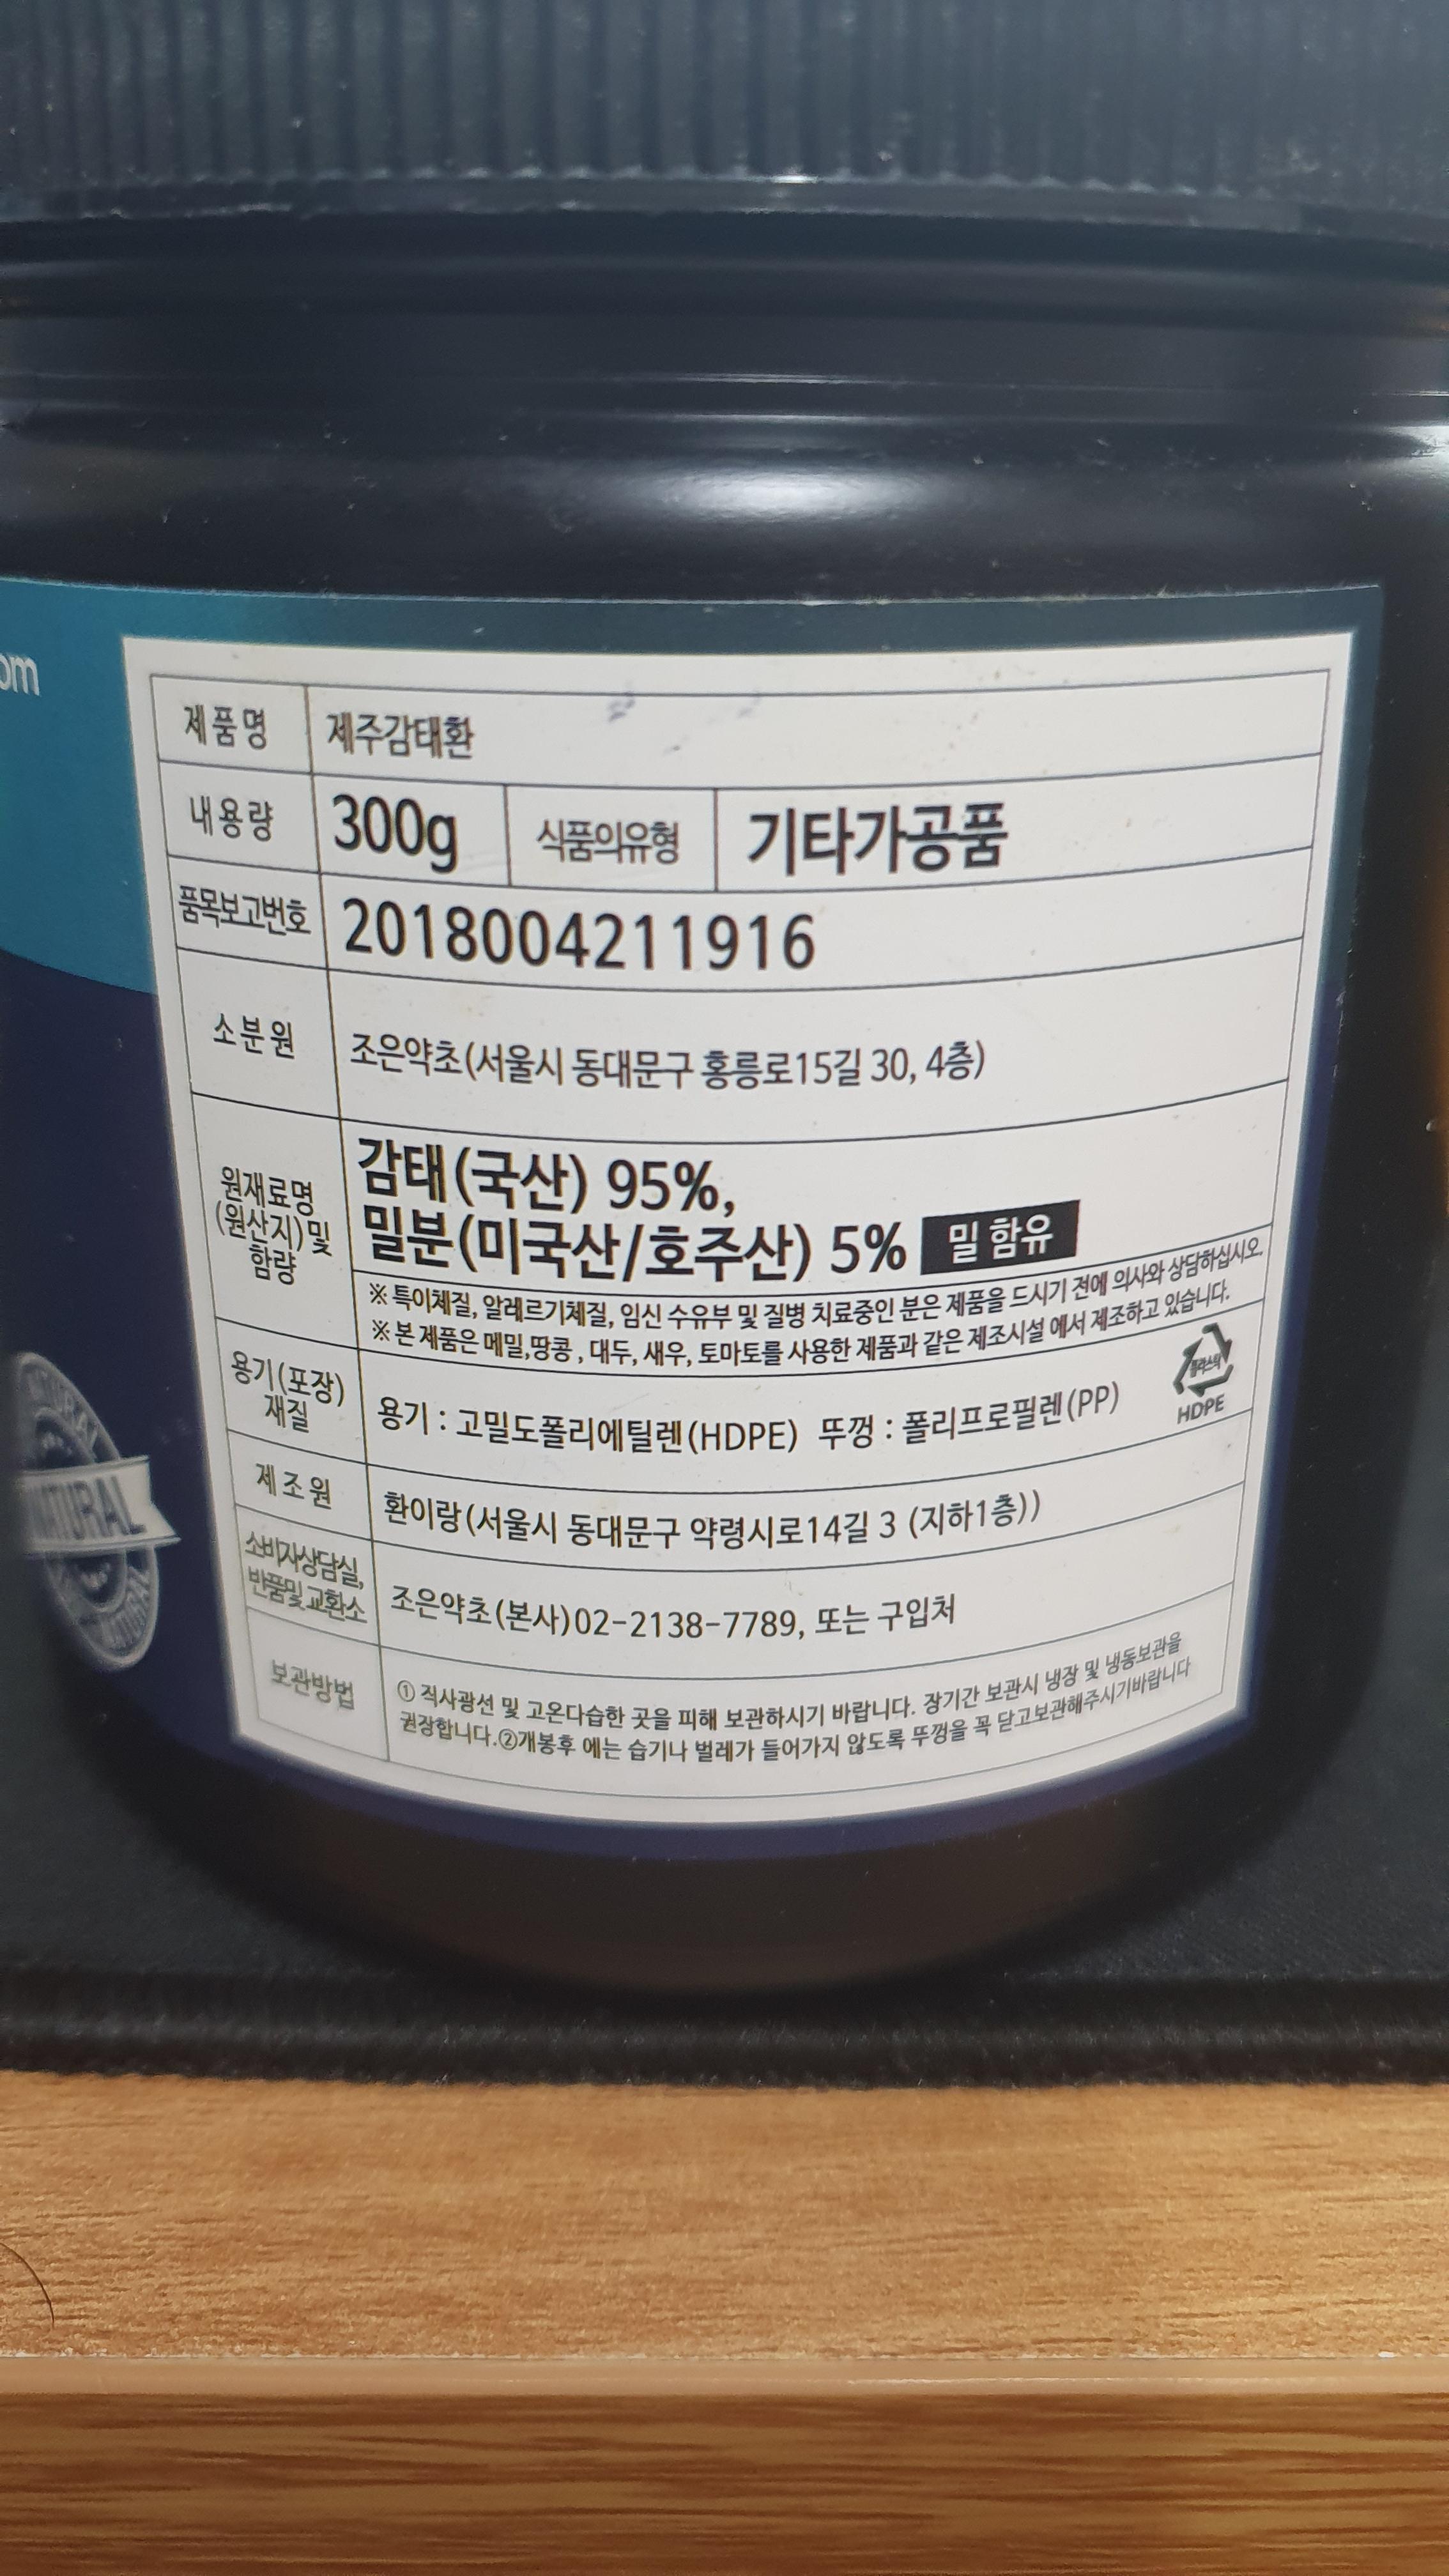 om
제품명 제주감태환
내용량 300g 식품의유형 기타가공품
품목보고번호 2018004211916
소분원 조은약초(서울시 동대문구 홍릉로15길 30, 4층)
원재료명
(원산지)및
함량
감태(국산) 95%,
밀분(미국산/호주산) 5% 밀 함유
※특이체질, 알레르기체질, 임신 수유부 및 질병 치료중인 분은 제품을 드시기 전에 의사와 상담하십시오.
※본 제품은 메밀,땅콩, 대두, 새우, 토마토를 사용한 제품과 같은 제조시설 에서 제조하고 있습니다.
용기(포장)
재질
용기 : 고밀도폴리에틸렌(HDPE) 뚜껑 : 폴리프로필렌(PP)
플라스틱
HDPE
제조원 환이랑(서울시 동대문구 약령시로14길 3 (지하1층))
소비자상담실,
반품및교환소
조은약초(본사)02-2138-7789, 또는 구입처
보관방법
① 직사광선 및 고온다습한 곳을 피해 보관하시기 바랍니다. 장기간 보관시 냉장 및 냉동보관을
권장합니다.②개봉후 에는 습기나 벌레가 들어가지 않도록 뚜껑을 꼭 닫고보관해주시기바랍니다
NATURAL